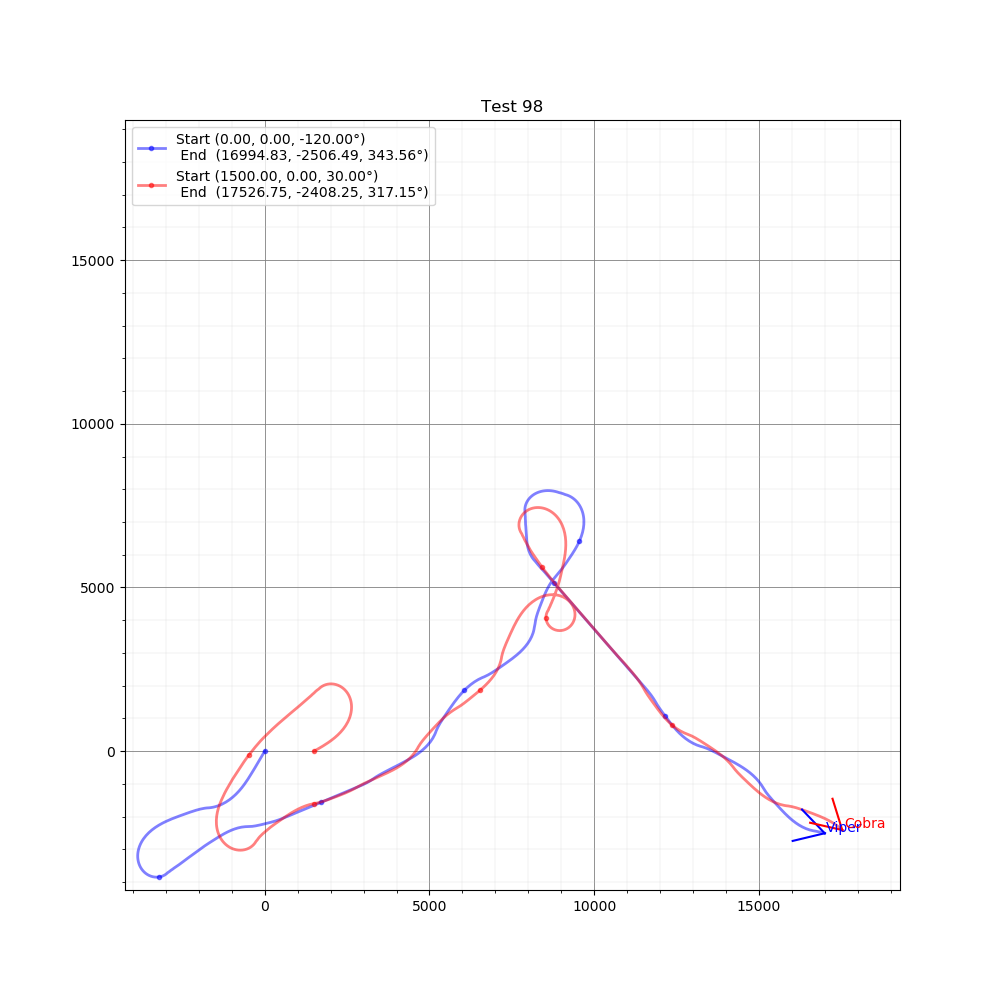 Test 98
Start (0.00, 0.00, -120.00°)
End (16994.83, -2506.49, 343.56°)
Start (1500.00, 0.00, 30.00°)
End (17526.75, -2408.25, 317.15°)
15000
10000
5000
0
Viper
Cobra
0 5000 10000 15000